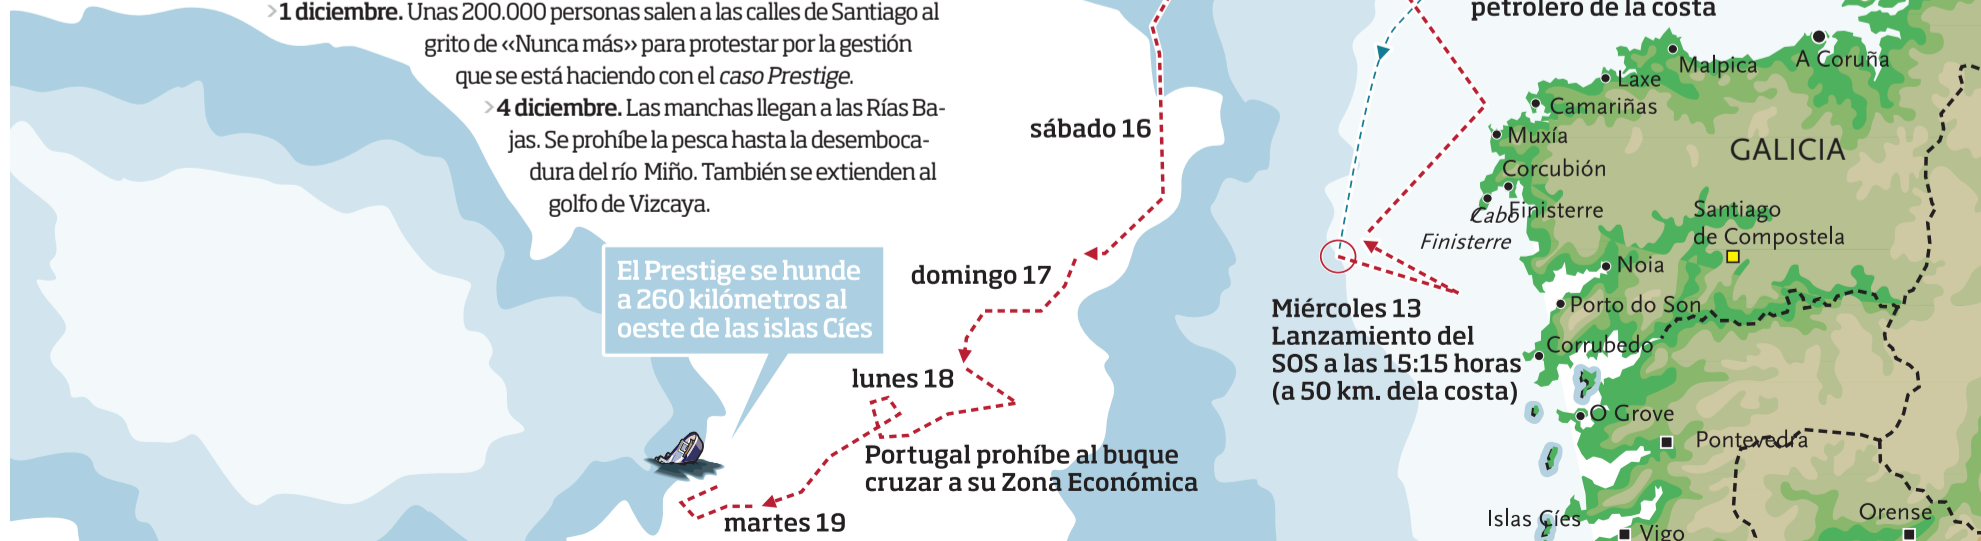 >1 diciembre. Unas 200.000 personas salen a las calles de Santiago al
grito de «Nunca más» para protestar por la gestión
que se está haciendo con el caso Prestige.
>4 diciembre. Las manchas llegan a las Rías Ba-
jas. Se prohíbe la pesca hasta la desemboca-
dura del río Miño. También se extienden al
golfo de Vizcaya.
El Prestige se hunde
a 260 kilómetros al
oeste de las islas Cíes
sábado 16
domingo 17
lunes 18
Portugal prohíbe al buque
cruzar a su Zona Económica
martes 19
petrolero de la costa
Miércoles 13
Lanzamiento del
SOS a las 15:15 horas
(a 50 km. dela costa)
A Coruña
Malpica
Laxe
Camariñas
Muxía
GALICIA
Corcubión
Finisterre
Cabo
Finisterre
Santiago
de Compostela
Noia
Porto do Son
Corrubedo
O Grove
Pontevedra
Islas Cíes
Vigo
Orense